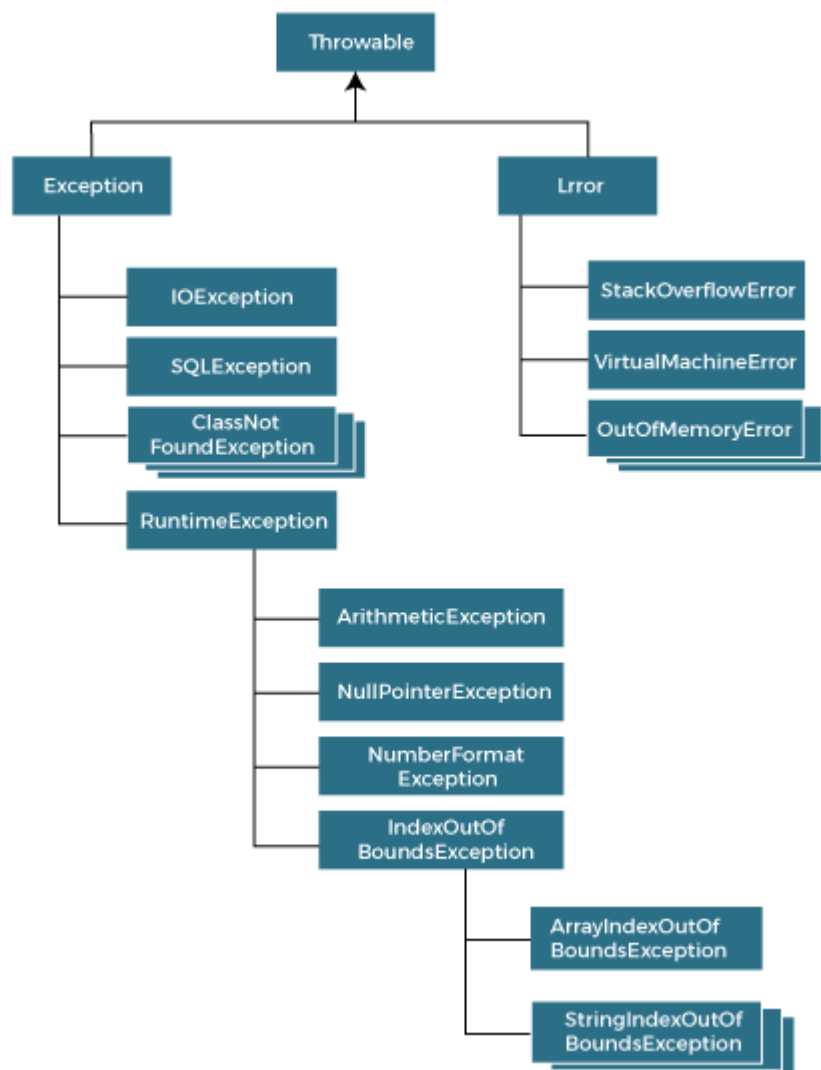 Throwable
Exception
Lrror
IOException
StackOverflowError
SQLException
VirtualMachineError
ClassNot
FoundException
OutOfMemoryError
RuntimeException
ArithmeticException
NullPointerException
NumberFormat
Exception
IndexOutOf
BoundsException
ArrayIndexOutOf
BoundsException
StringIndexOutOf
BoundsException